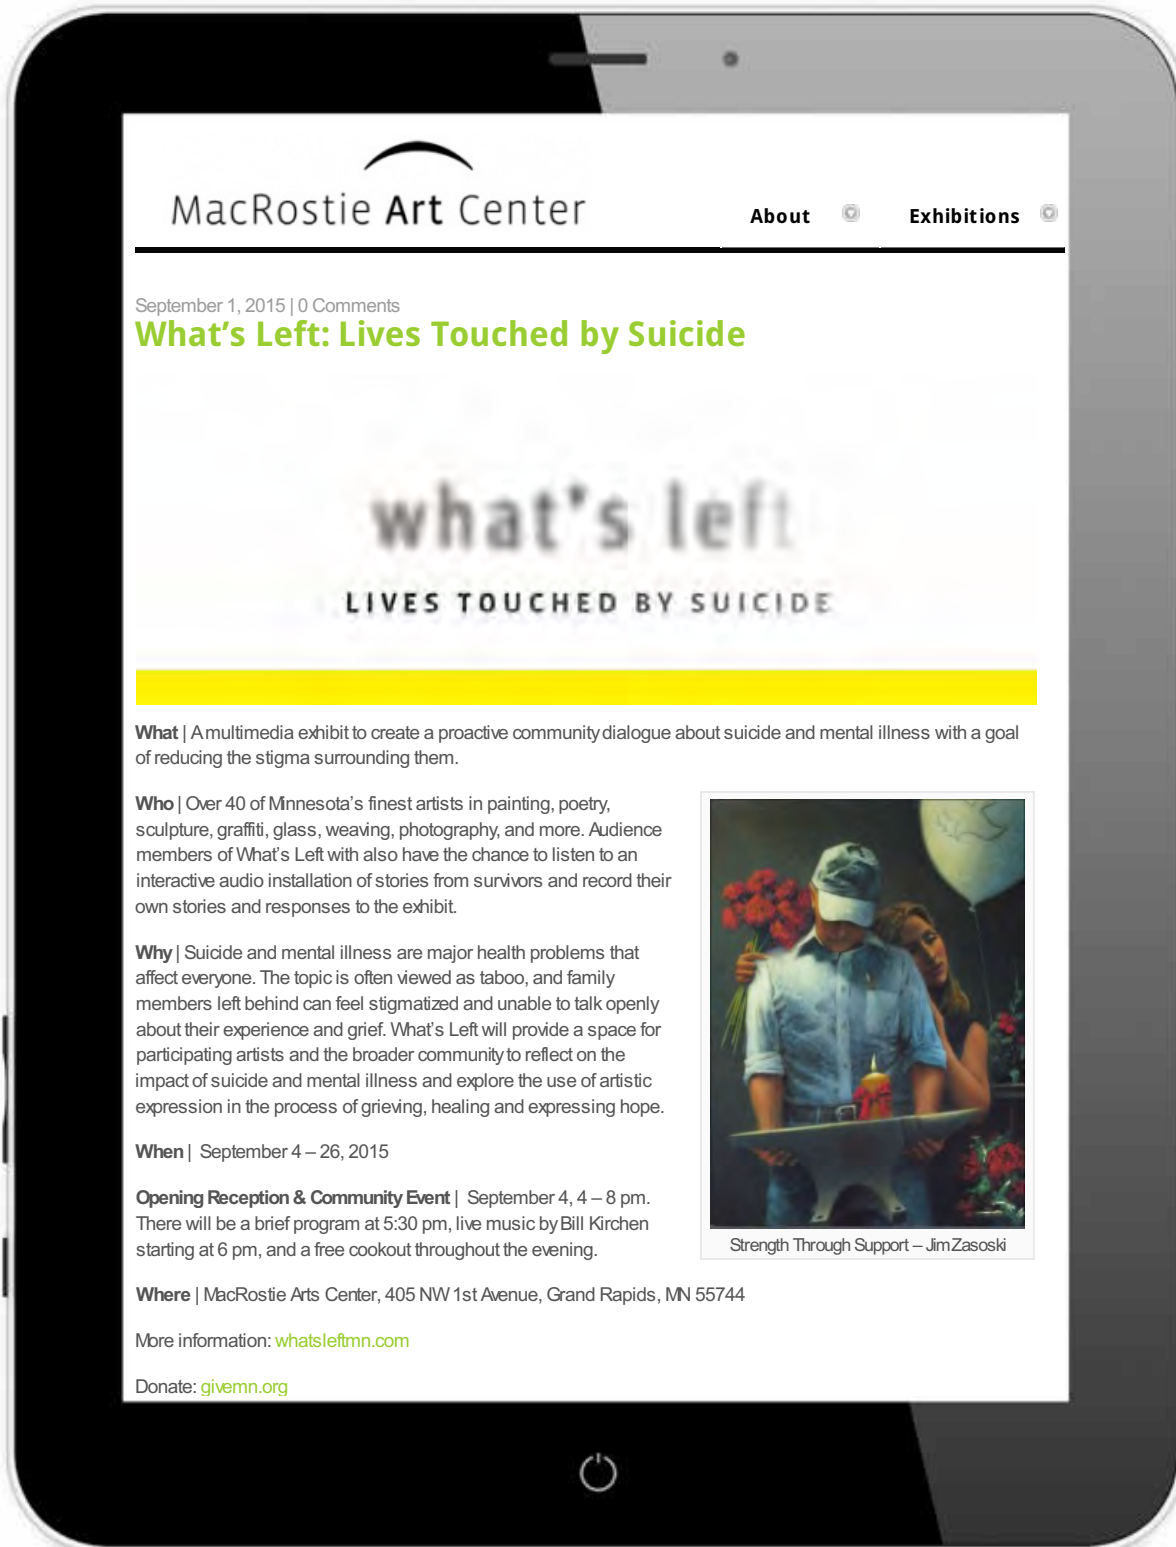 MacRostie Art Center
About
Exhibitions
September 1, 2015 | 0 Comments
What's Left: Lives Touched by Suicide
what's left
LIVES TOUCHED BY SUICIDE
What | A multimedia exhibit to create a proactive community dialogue about suicide and mental illness with a goal
of reducing the stigma surrounding them.
Who | Over 40 of Minnesota's finest artists in painting, poetry,
sculpture, graffiti, glass, weaving, photography, and more. Audience
members of What's Left with also have the chance to listen to an
interactive audio installation of stories from survivors and record their
own stories and responses to the exhibit.
Why | Suicide and mental illness are major health problems that
affect everyone. The topic is often viewed as taboo, and family
members left behind can feel stigmatized and unable to talk openly
about their experience and grief. What's Left will provide a space for
participating artists and the broader community to reflect on the
impact of suicide and mental illness and explore the use of artistic
expression in the process of grieving, healing and expressing hope.
When | September 4 – 26, 2015
Opening Reception & Community Event | September 4, 4 – 8 pm.
There will be a brief program at 5:30 pm, live music by Bill Kirchen
starting at 6 pm, and a free cookout throughout the evening.
Strength Through Support – Jim Zasoski
Where | MacRostie Arts Center, 405 NW 1st Avenue, Grand Rapids, MN 55744
More information: whatsleftmn.com
Donate: givemn.org